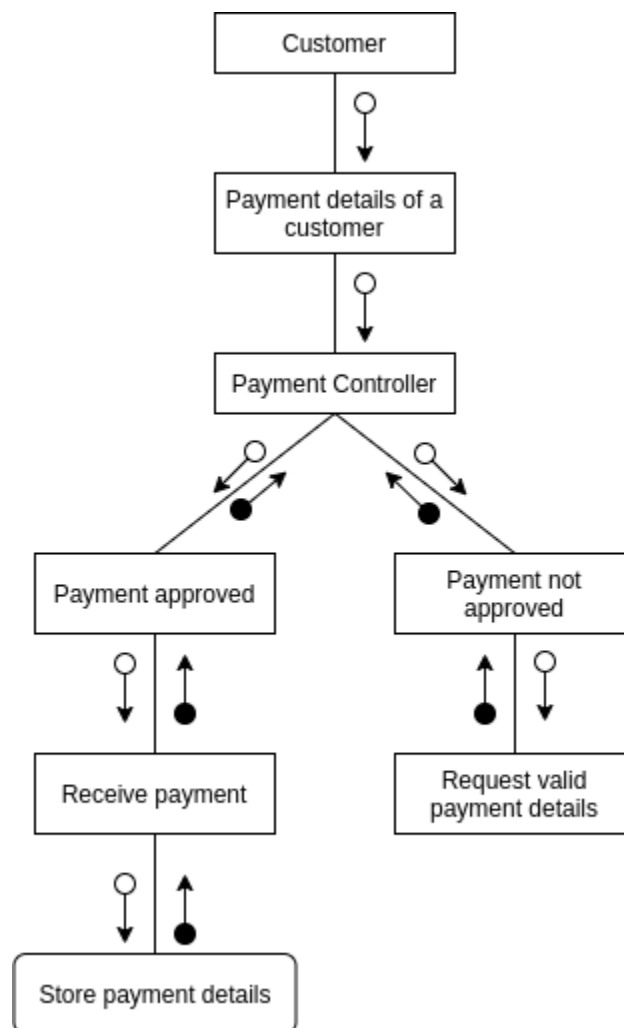 Customer
Payment details of a
customer
Payment Controller
Payment approved
Payment not
approved
Receive payment
Request valid
payment details
Store payment details